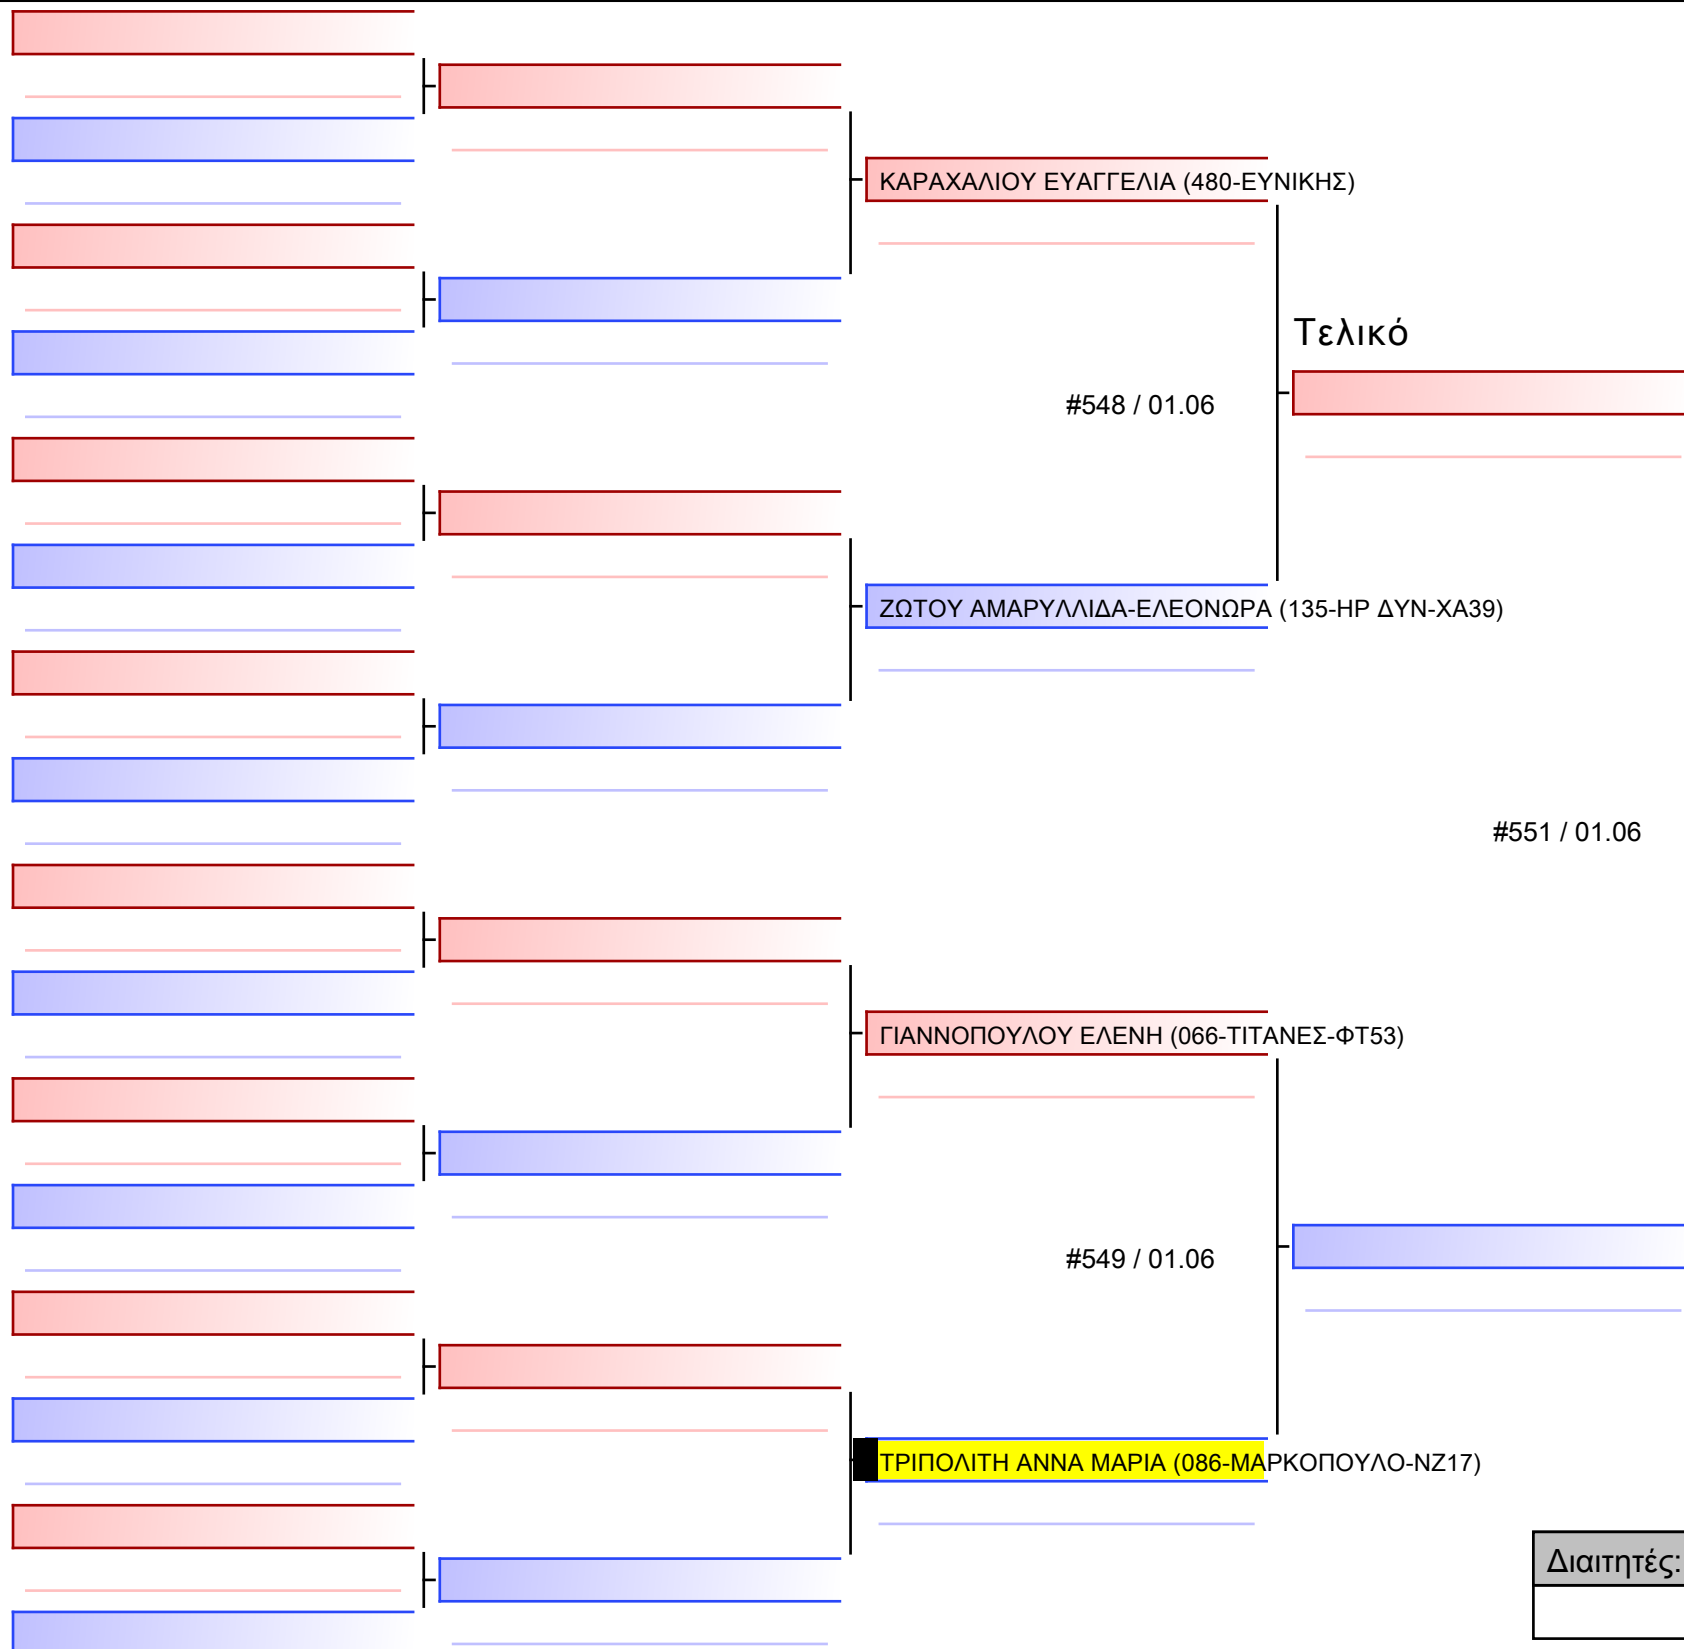 ΚΑΡΑΧΑΛΙΟΥ ΕΥΑΓΓΕΛΙΑ (480-ΕΥΝΙΚΗΣ)
Τελικό
#548 / 01.06
ΖΩΤΟΥ ΑΜΑΡΥΛΛΙΔΑ-ΕΛΕΟΝΩΡΑ (135-ΗΡ ΔΥΝ-ΧΑ39)
#551 / 01.06
ΓΙΑΝΝΟΠΟΥΛΟΥ ΕΛΕΝΗ (066-ΤΙΤΑΝΕΣ-ΦΤ53)
#549 / 01.06
ΤΡΙΠΟΛΙΤΗ ΑΝΝΑ ΜΑΡΙΑ (086-ΜΑΡΚΟΠΟΥΛΟ-ΝΖ17)
Διαιτητές: